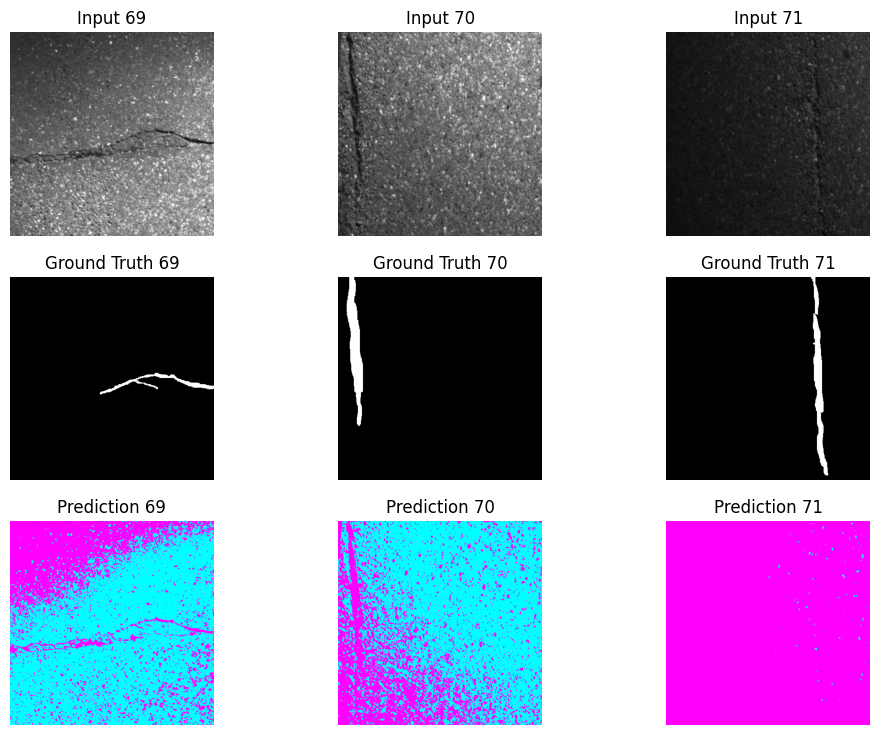 Input 69
Input 70
Input 71
Ground Truth 69
Ground Truth 70
Ground Truth 71
Prediction 69
Prediction 70
Prediction 71